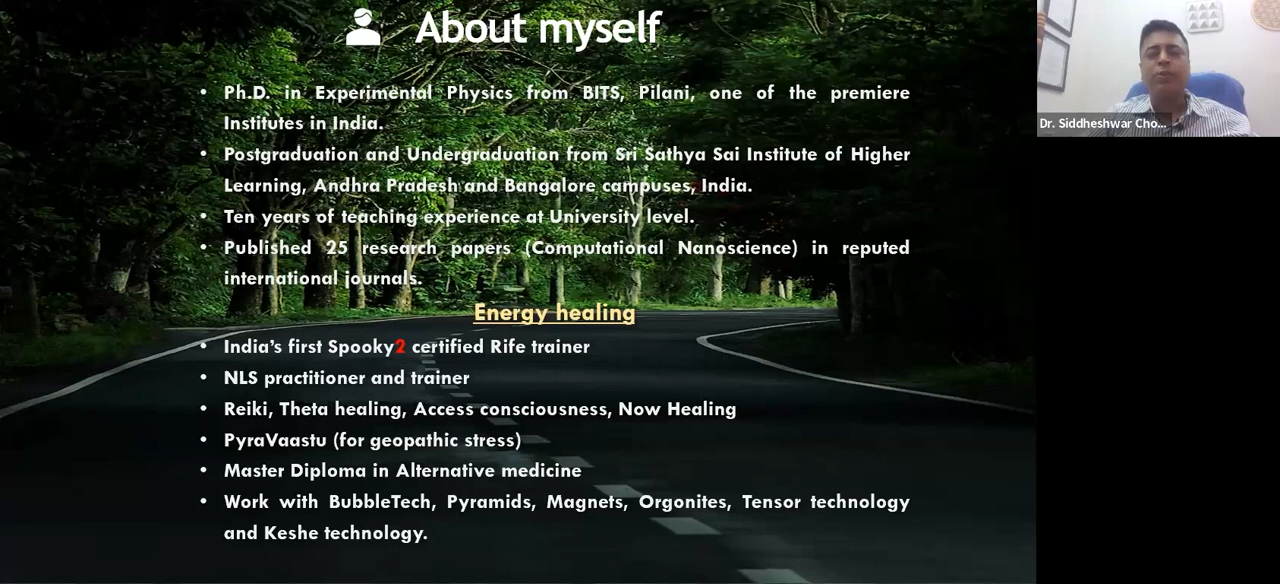 About myself
• Ph.D. in Experimental Physics from BITS, Pilani, one of the premiere
Institutes in India.
• Postgraduation and Undergraduation from Sri Sathya Sai Institute of Higher
Learning, Andhra Pradesh and Bangalore campuses, India.
• Ten years of teaching experience at University level.
• Published 25 research papers (Computational Nanoscience) in reputed
international journals.
Energy healing
• India's first Spooky2 certified Rife trainer
• NLS practitioner and trainer
• Reiki, Theta healing, Access consciousness, Now Healing
• PyraVaastu (for geopathic stress)
• Master Diploma in Alternative medicine
• Work with BubbleTech, Pyramids, Magnets, Orgonites, Tensor technology
and Keshe technology.
Dr. Siddheshwar Cho...